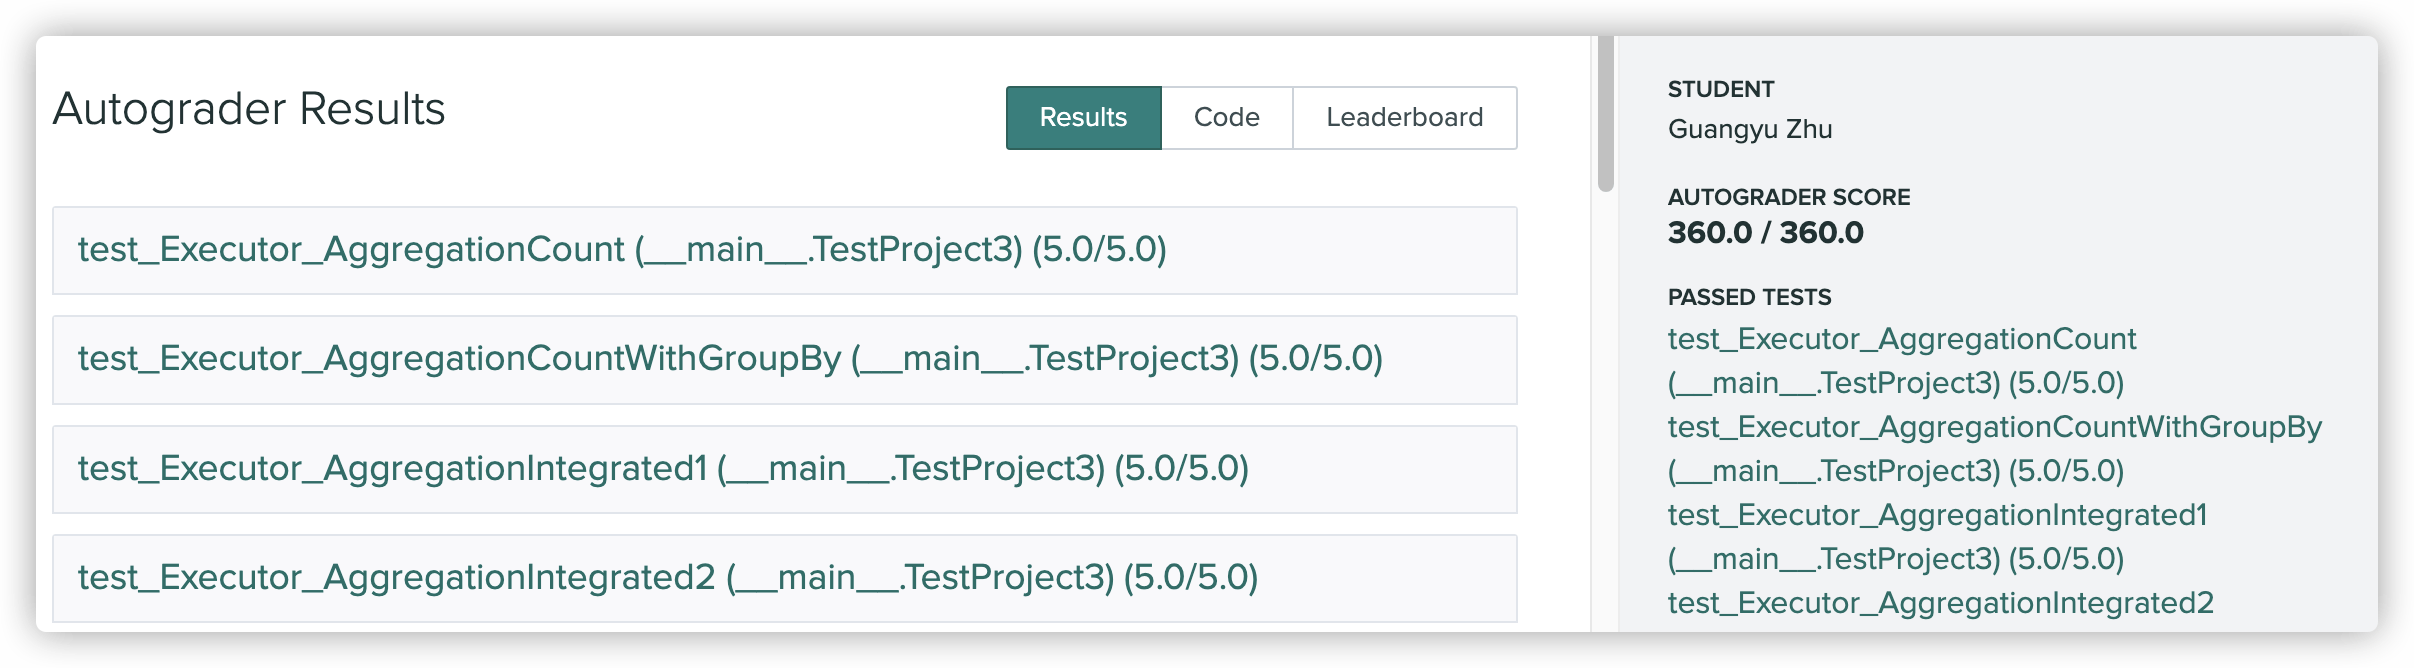 Autograder Results
Results
Code
Leaderboard
test_Executor_AggregationCount (__main__.TestProject3) (5.0/5.0)
test_Executor_AggregationCountWithGroupBy (__main__.TestProject3) (5.0/5.0)
test_Executor_AggregationIntegrated1 (__main__.TestProject3) (5.0/5.0)
test_Executor_AggregationIntegrated2 (__main__.TestProject3) (5.0/5.0)
STUDENT
Guangyu Zhu
AUTOGRADER SCORE
360.0 / 360.0
PASSED TESTS
test_Executor_AggregationCount
(__main__.TestProject3) (5.0/5.0)
test_Executor_AggregationCountWithGroupBy
(__main__.TestProject3) (5.0/5.0)
test_Executor_AggregationIntegrated1
(__main__.TestProject3) (5.0/5.0)
test_Executor_AggregationIntegrated2